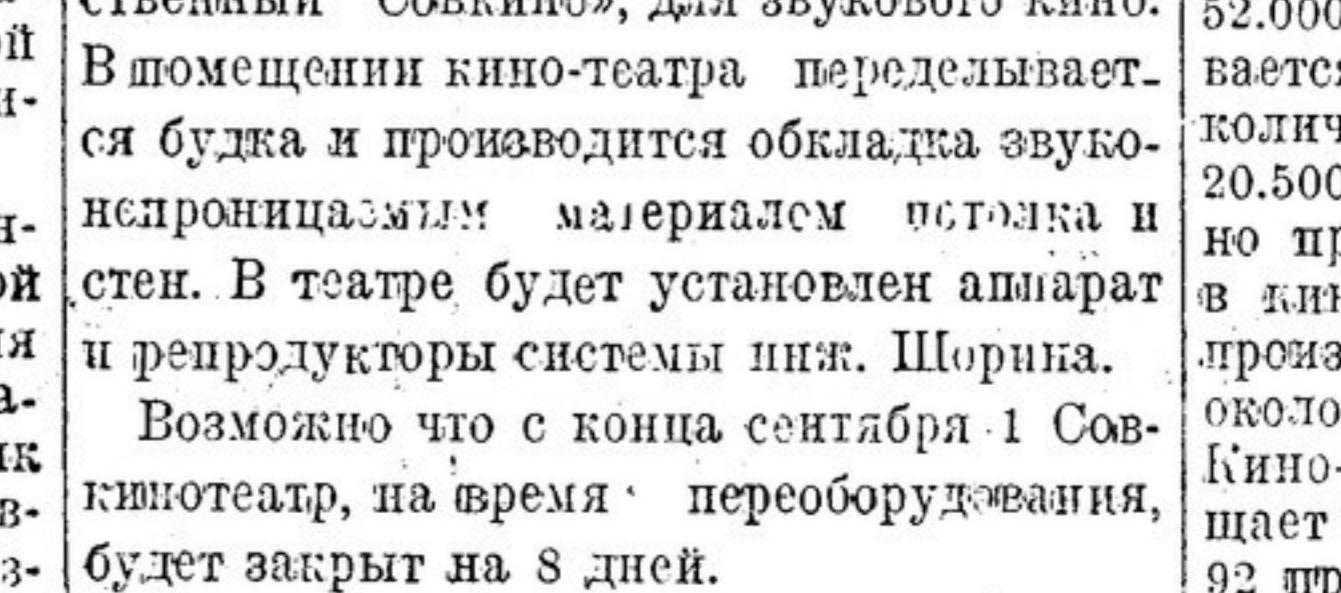 ственный "Совкино", для звукового кино.
В помещении кино-театра переделывает-
ся будка и производится обкладка звуко-
непроницаемым материалом потолка и
стен. В театре будет установлен аппарат
и репродукторы системы инж. Шорина.
Возможно что с конца сентября 1 Сов-
кинотеатр, на время переоборудования,
будет закрыт на 8 дней.
52.000
вается
колич
20.500
но пр
в кин
произ
около
Кино-
щает
92 пр